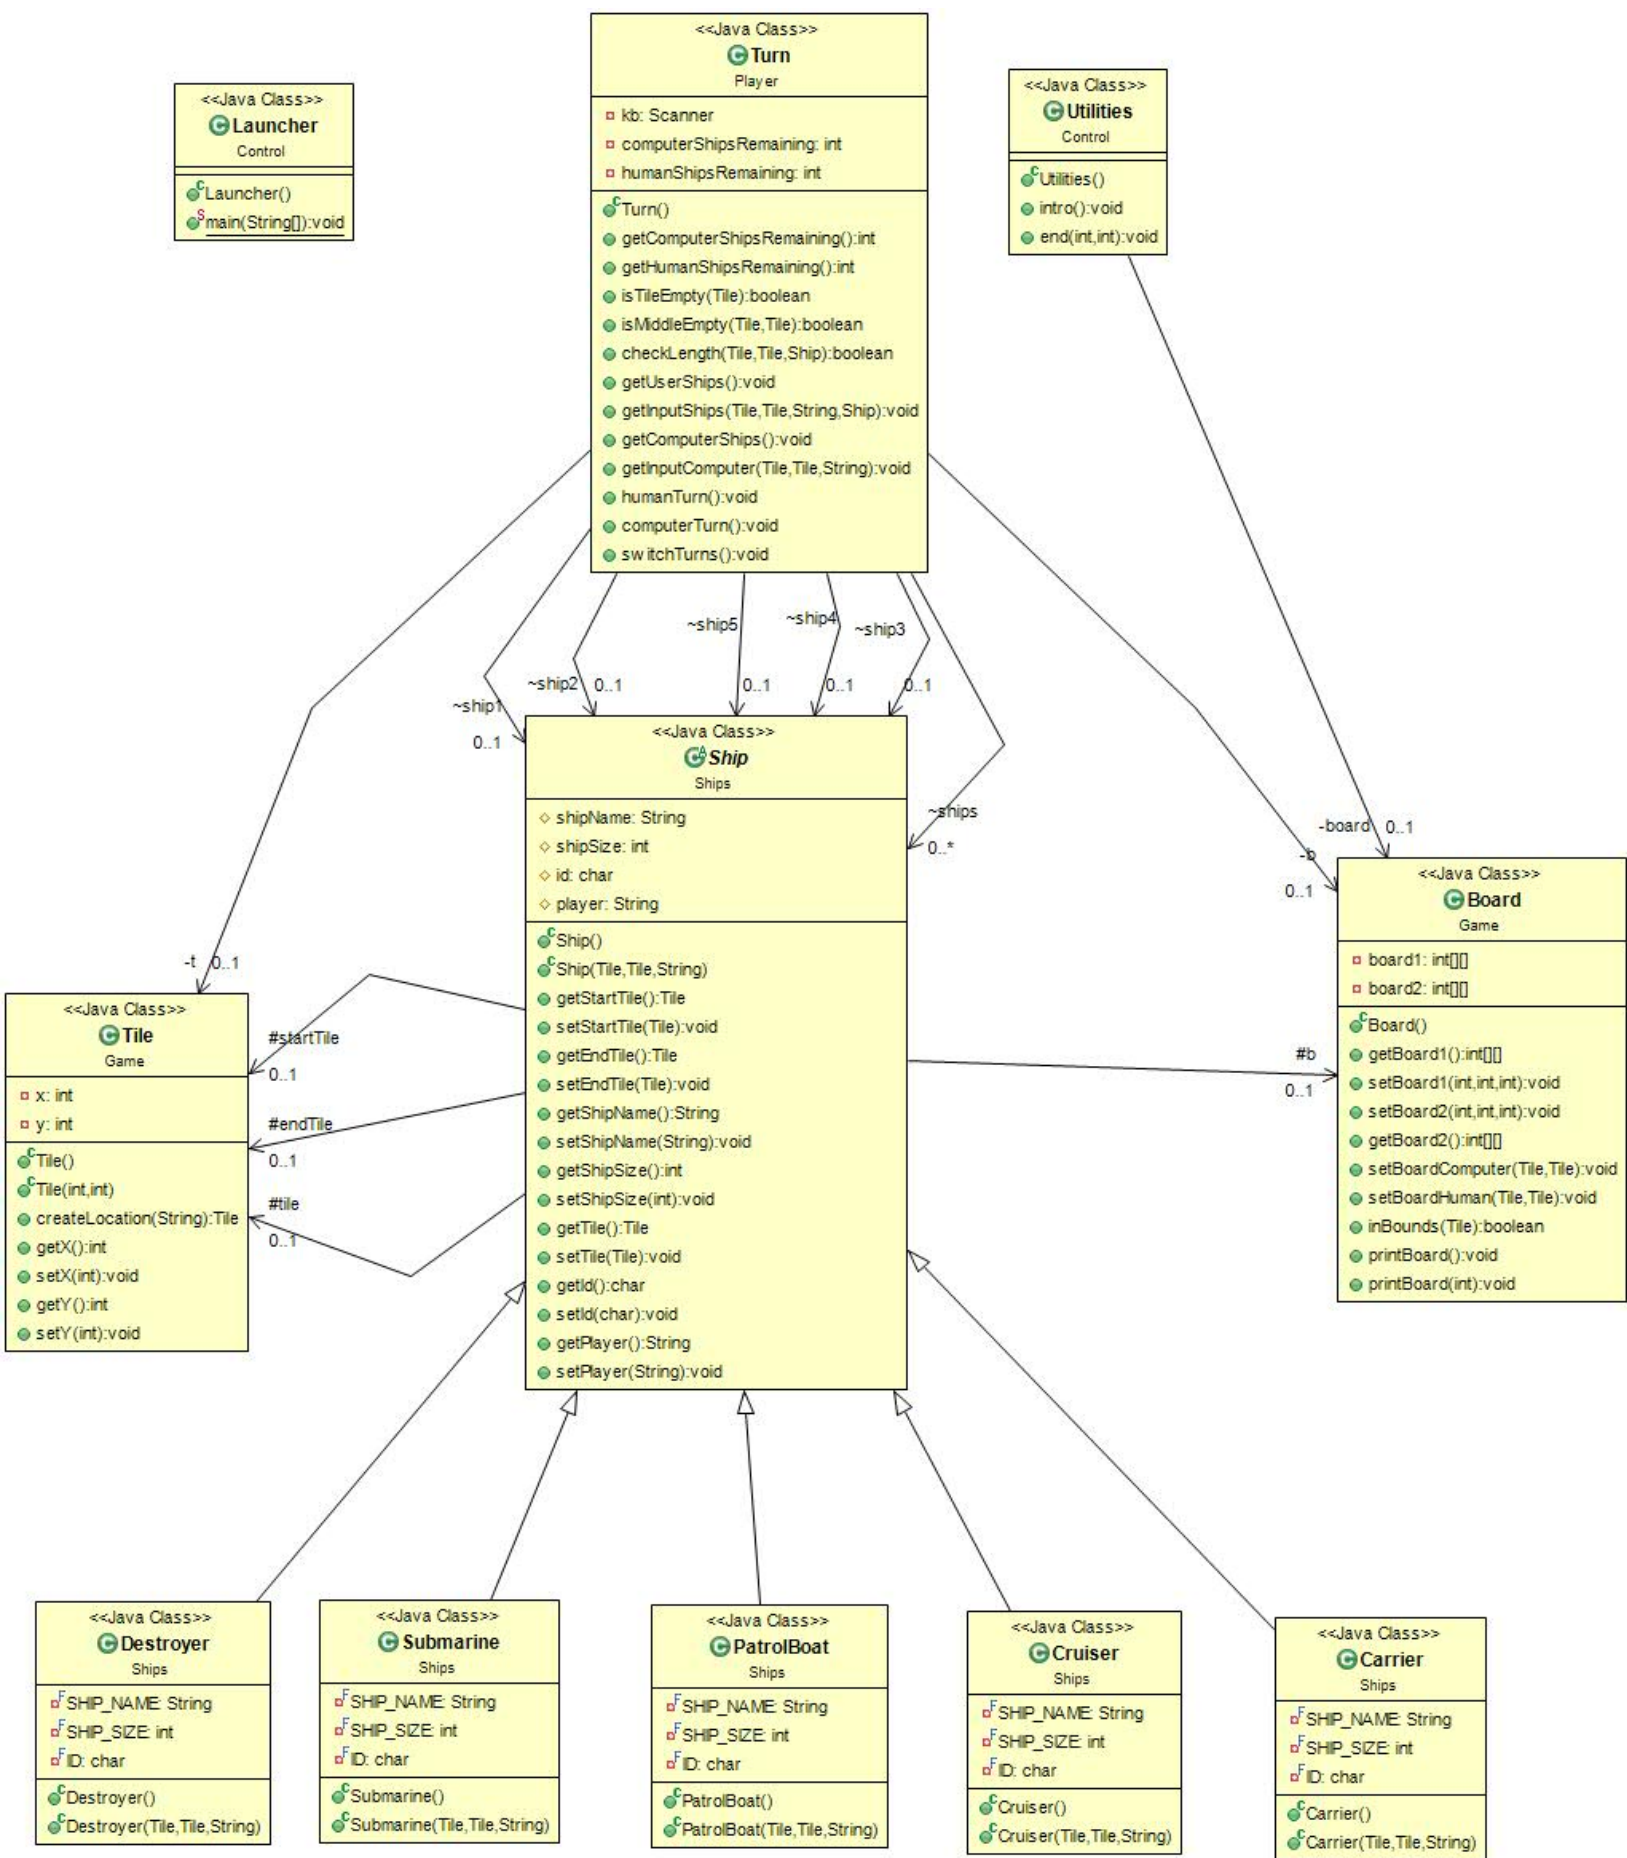 <<Java Class>>
Turn
Player
kb: Scanner
computerShipsRemaining: int
humanShipsRemaining: int
Turn()
getComputerShipsRemaining():int
getHumanShipsRemaining():int
isTileEmpty(Tile):boolean
isMiddleEmpty(Tile,Tile):boolean
checkLength(Tile,Tile,Ship):boolean
getUserShips():void
getInputShips(Tile,Tile,String,Ship):void
getComputerShips():void
getInputComputer(Tile,Tile,String):void
humanTurn():void
computerTurn():void
switchTurns():void
<<Java Class>>
Launcher
Control
Launcher()
main(String[]):void
<<Java Class>>
Utilities
Control
Utilities()
intro():void
end(int,int):void
~ship5
~ship4
~ship3
~ship2
0..1
0..1
0..1
0..1
~ship1
0..1
~ships
0..*
-board
0..1
-b
0..1
-t
0..1
<<Java Class>>
Ship
Ships
shipName: String
shipSize: int
id: char
player: String
Ship()
Ship(Tile,Tile,String)
getStartTile():Tile
setStartTile(Tile):void
getEndTile():Tile
setEndTile(Tile):void
getShipName():String
setShipName(String):void
getShipSize():int
setShipSize(int):void
getTile():Tile
setTile(Tile):void
getId():char
setId(char):void
getPlayer():String
setPlayer(String):void
<<Java Class>>
Board
Game
board1: int[][]
board2: int[][]
Board()
getBoard1():int[][]
setBoard1(int,int,int):void
setBoard2(int,int,int):void
getBoard2():int[][]
setBoardComputer(Tile,Tile):void
setBoardHuman(Tile,Tile):void
inBounds(Tile):boolean
printBoard():void
printBoard(int):void
#b
0..1
<<Java Class>>
Tile
Game
x: int
y: int
Tile()
Tile(int,int)
createLocation(String):Tile
getX():int
setX(int):void
getY():int
setY(int):void
#startTile
0..1
#endTile
0..1
#tile
0..1
<<Java Class>>
Destroyer
Ships
SHIP_NAME: String
SHIP_SIZE: int
ID: char
Destroyer()
Destroyer(Tile,Tile,String)
<<Java Class>>
Submarine
Ships
SHIP_NAME: String
SHIP_SIZE: int
ID: char
Submarine()
Submarine(Tile,Tile,String)
<<Java Class>>
PatrolBoat
Ships
SHIP_NAME: String
SHIP_SIZE: int
ID: char
PatrolBoat()
PatrolBoat(Tile,Tile,String)
<<Java Class>>
Cruiser
Ships
SHIP_NAME: String
SHIP_SIZE: int
ID: char
Cruiser()
Cruiser(Tile,Tile,String)
<<Java Class>>
Carrier
Ships
SHIP_NAME: String
SHIP_SIZE: int
ID: char
Carrier()
Carrier(Tile,Tile,String)